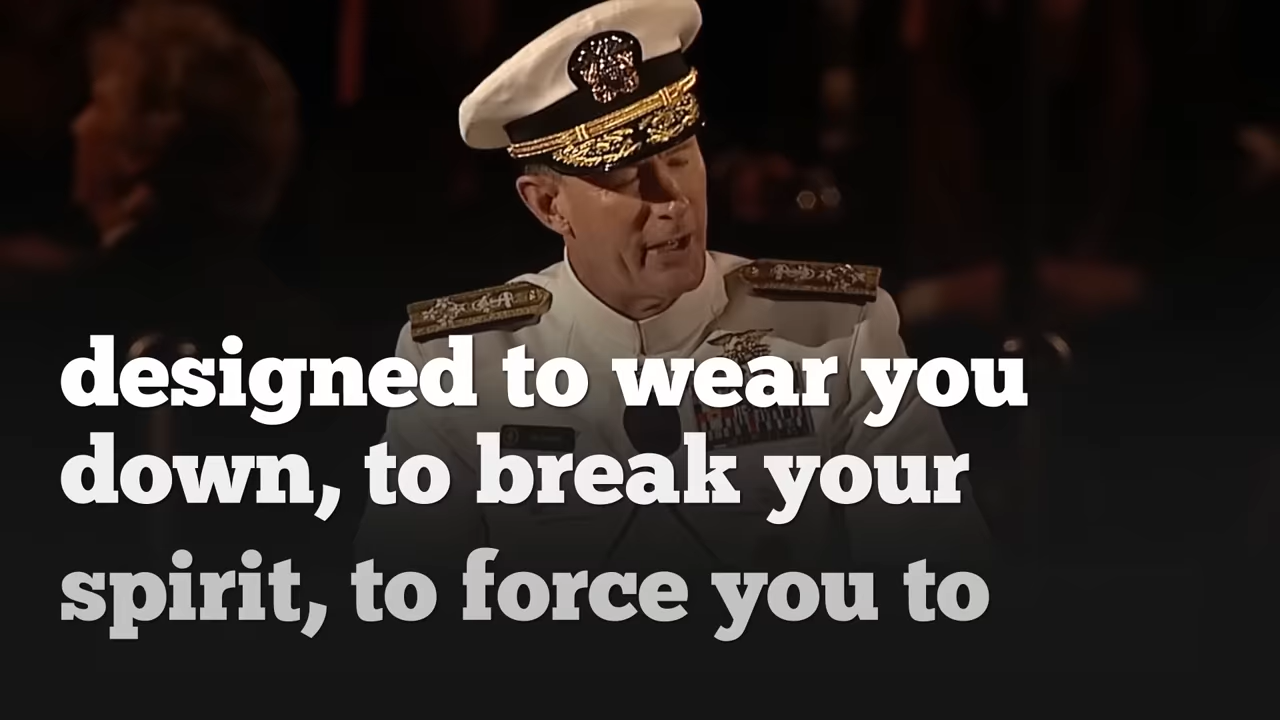 designed to wear you
down, to break your
spirit, to force you to